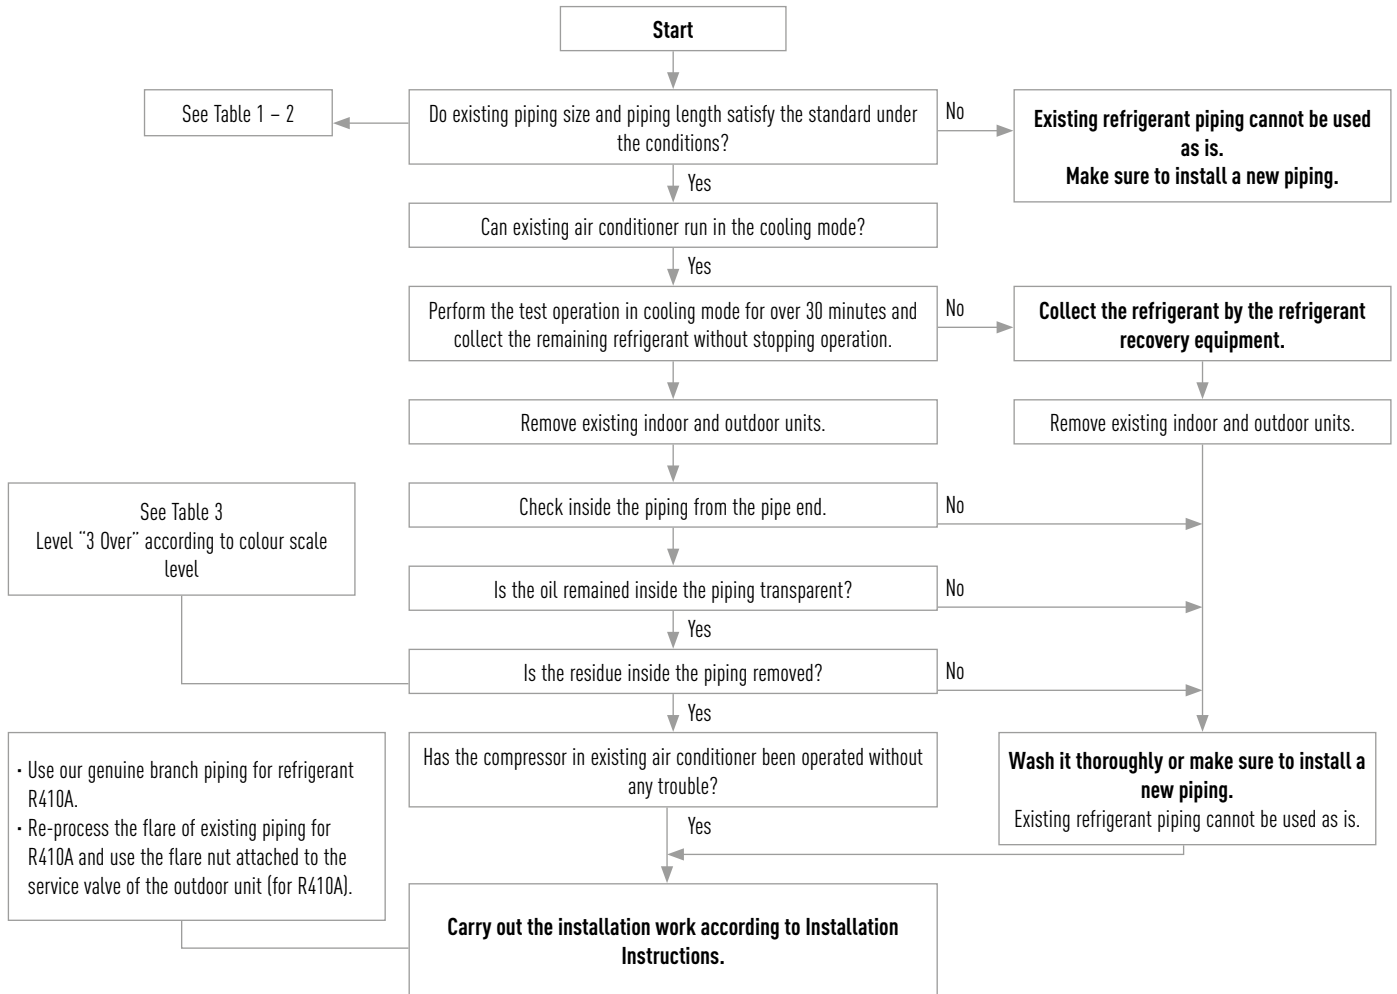 Start
See Table 1 – 2
Do existing piping size and piping length satisfy the standard under
the conditions?
No
Existing refrigerant piping cannot be used
as is.
Make sure to install a new piping.
Yes
Can existing air conditioner run in the cooling mode?
Yes
Perform the test operation in cooling mode for over 30 minutes and
collect the remaining refrigerant without stopping operation.
No
Collect the refrigerant by the refrigerant
recovery equipment.
Remove existing indoor and outdoor units.
Remove existing indoor and outdoor units.
See Table 3
Level "3 Over" according to colour scale
level
Check inside the piping from the pipe end.
No
Is the oil remained inside the piping transparent?
No
Yes
Is the residue inside the piping removed?
No
Yes
· Use our genuine branch piping for refrigerant
R410A.
· Re-process the flare of existing piping for
R410A and use the flare nut attached to the
service valve of the outdoor unit (for R410A).
Has the compressor in existing air conditioner been operated without
any trouble?
Wash it thoroughly or make sure to install a
new piping.
Existing refrigerant piping cannot be used as is.
Yes
Carry out the installation work according to Installation
Instructions.